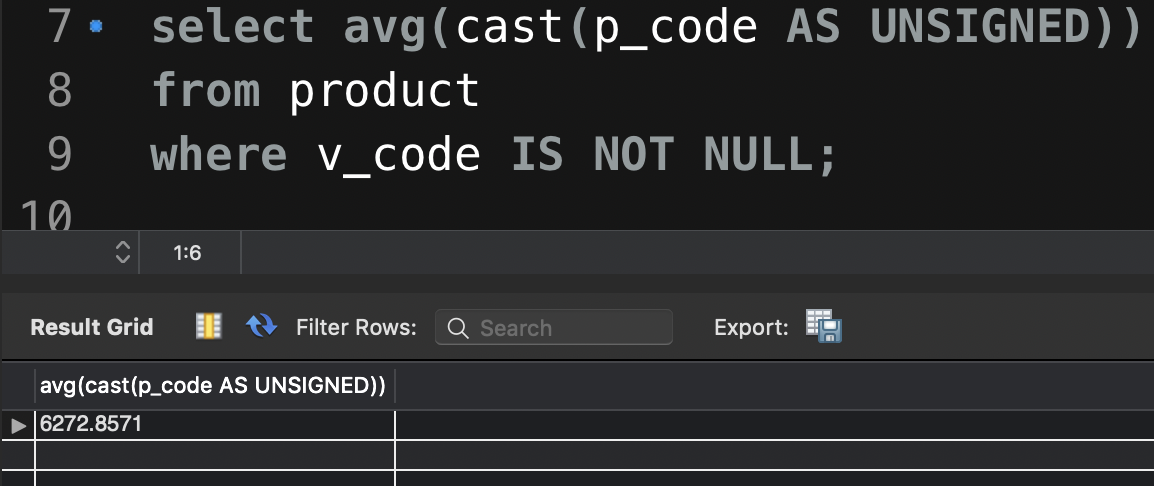 7 select avg(cast(p_code AS UNSIGNED))
8 from product
9 where v_code IS NOT NULL;
10
1:6
Result Grid Filter Rows: Search Export:
avg(cast(p_code AS UNSIGNED))
6272.8571